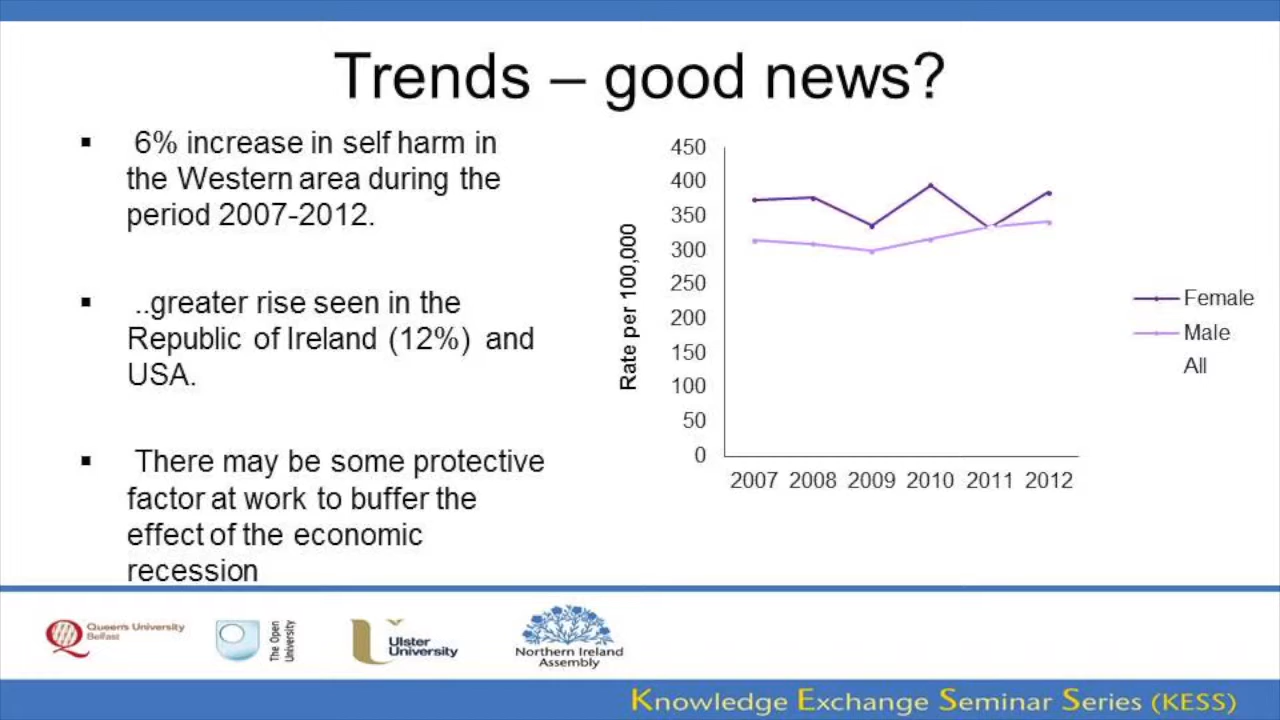 Trends – good news?
▪ 6% increase in self harm in
the Western area during the
period 2007-2012.
▪ ..greater rise seen in the
Republic of Ireland (12%) and
USA.
▪ There may be some protective
factor at work to buffer the
effect of the economic
recession
Rate per 100,000
450
400
350
300
250
200
150
100
50
0
2007 2008 2009 2010 2011 2012
Female
Male
All
Queen's University
Belfast
The Open
University
Ulster
University
Northern Ireland
Assembly
Knowledge Exchange Seminar Series (KESS)